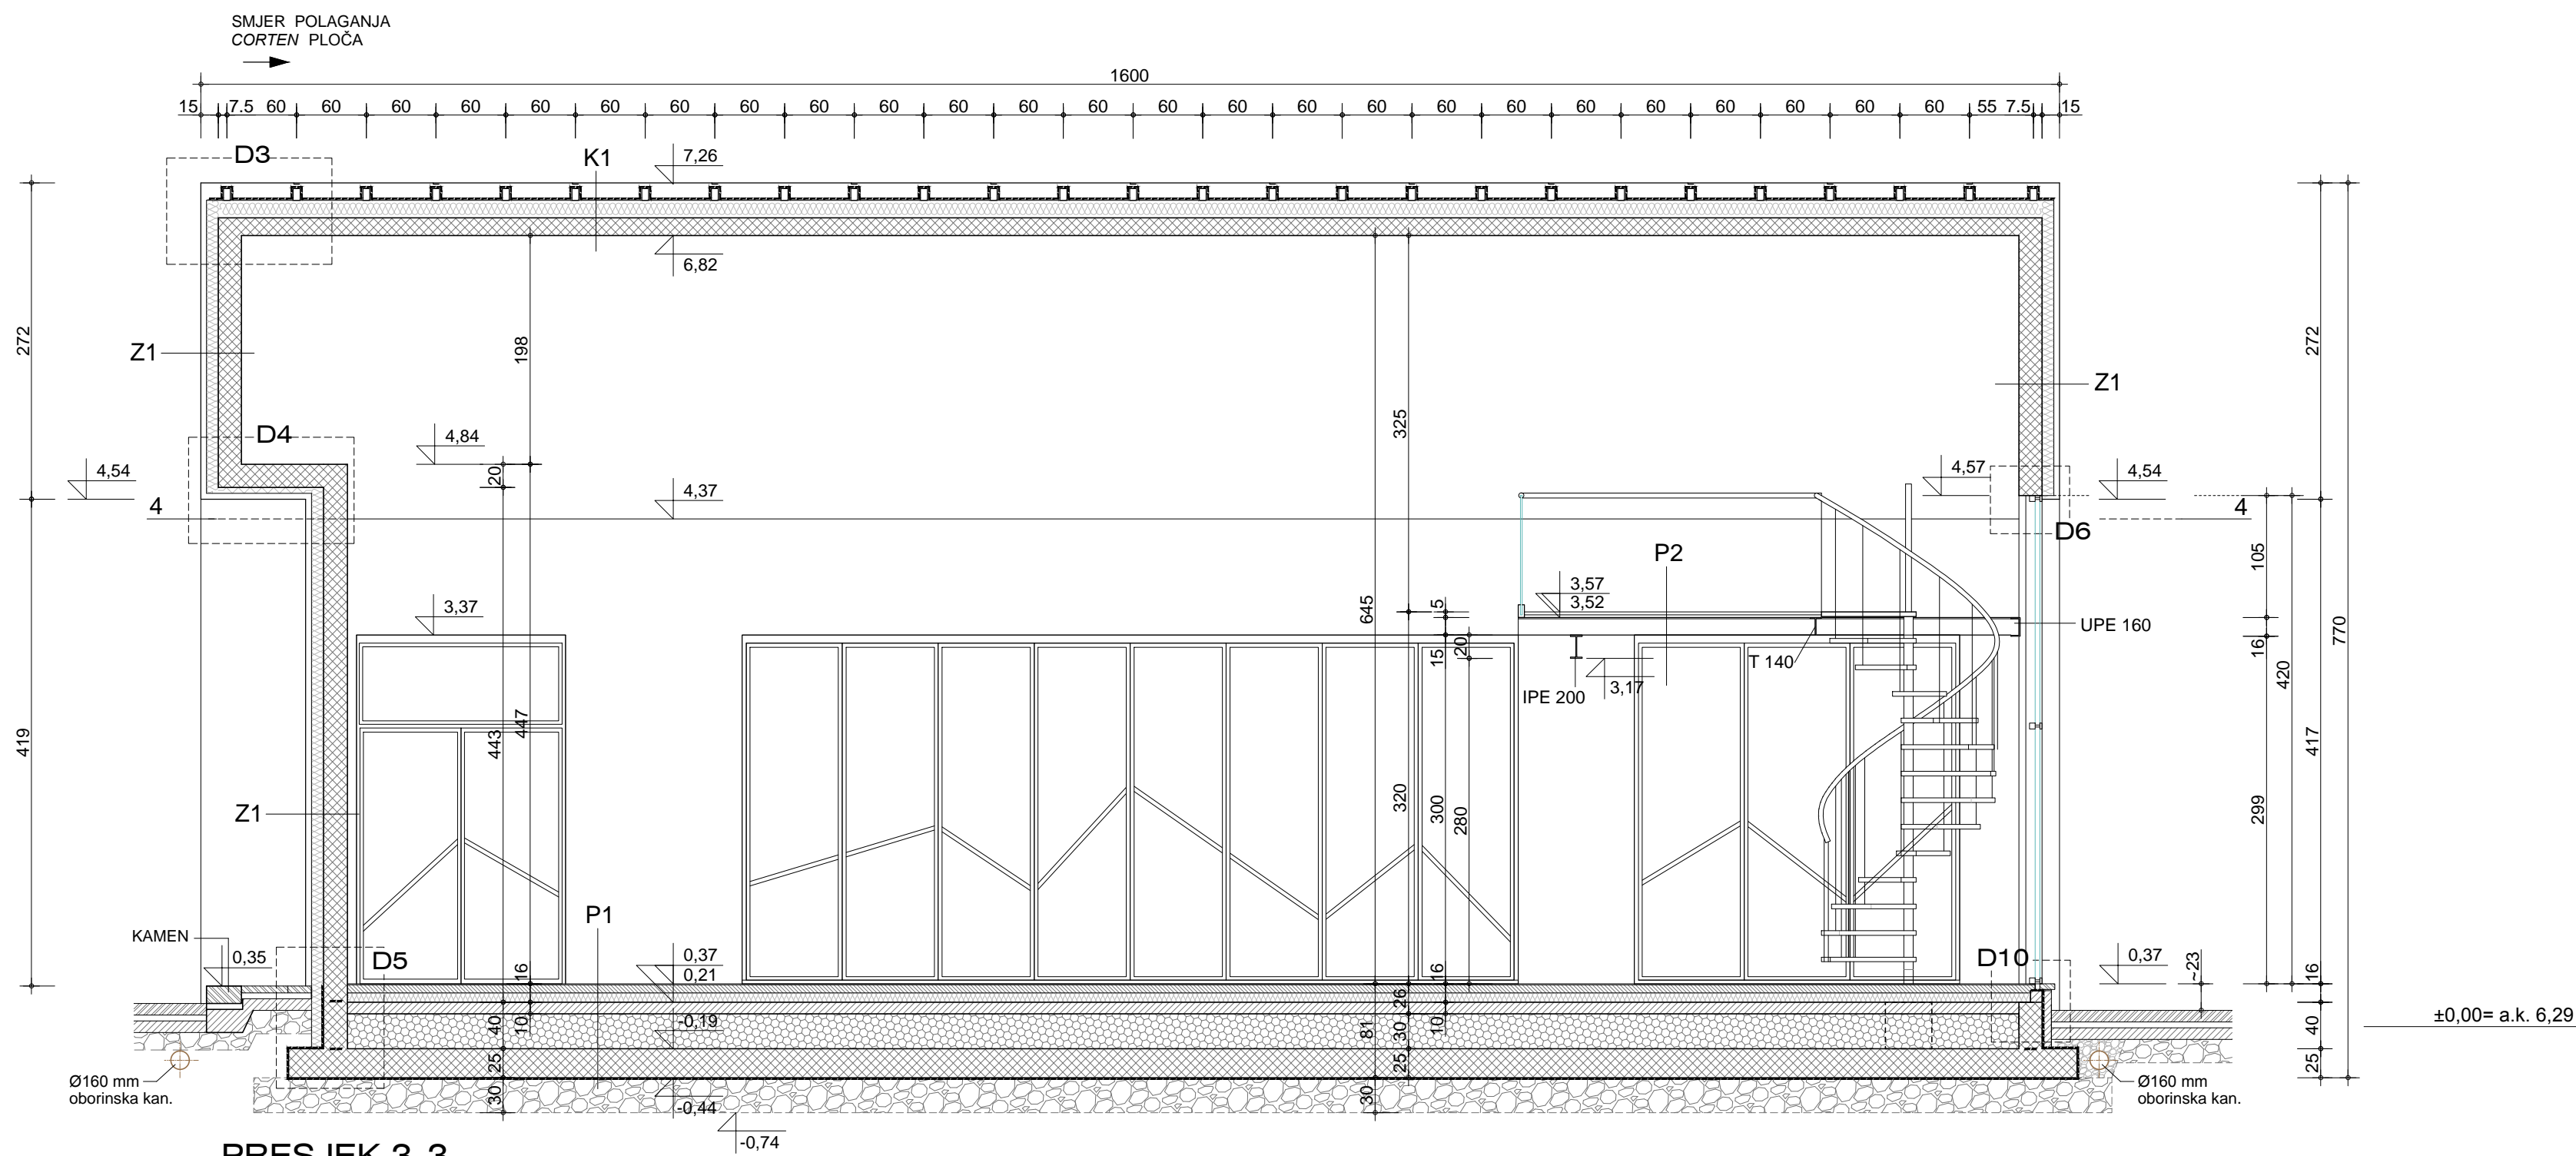 SMJER POLAGANJA
CORTEN PLOČA
1600
15 7.5 60 60 60 60 60 60 60 60 60 60 60 60 60 60 60 60 60 60 60 60 60 60 60 60 60 55 7.5 15
D3
K1
7,26
6,82
272
Z1
198
325
272
Z1
770
D4
4,84
20
4,54
4
4,37
4,57
4,54
4
D6
105
P2
3,57
3,52
3,37
645
5
UPE 160
15
20
T 140
16
420
IPE 200
3,17
419
443
447
320
300
280
417
299
Z1
P1
KAMEN
0,35
D5
16
0,37
0,21
16
D10
0,37
~23
16
40
10
-0,19
81
26
30
10
±0,00= a.k. 6,29
40
25
25
25
Ø160 mm
oborinska kan.
30
-0,44
30
Ø160 mm
oborinska kan.
-0,74
PRESJEK 3-3